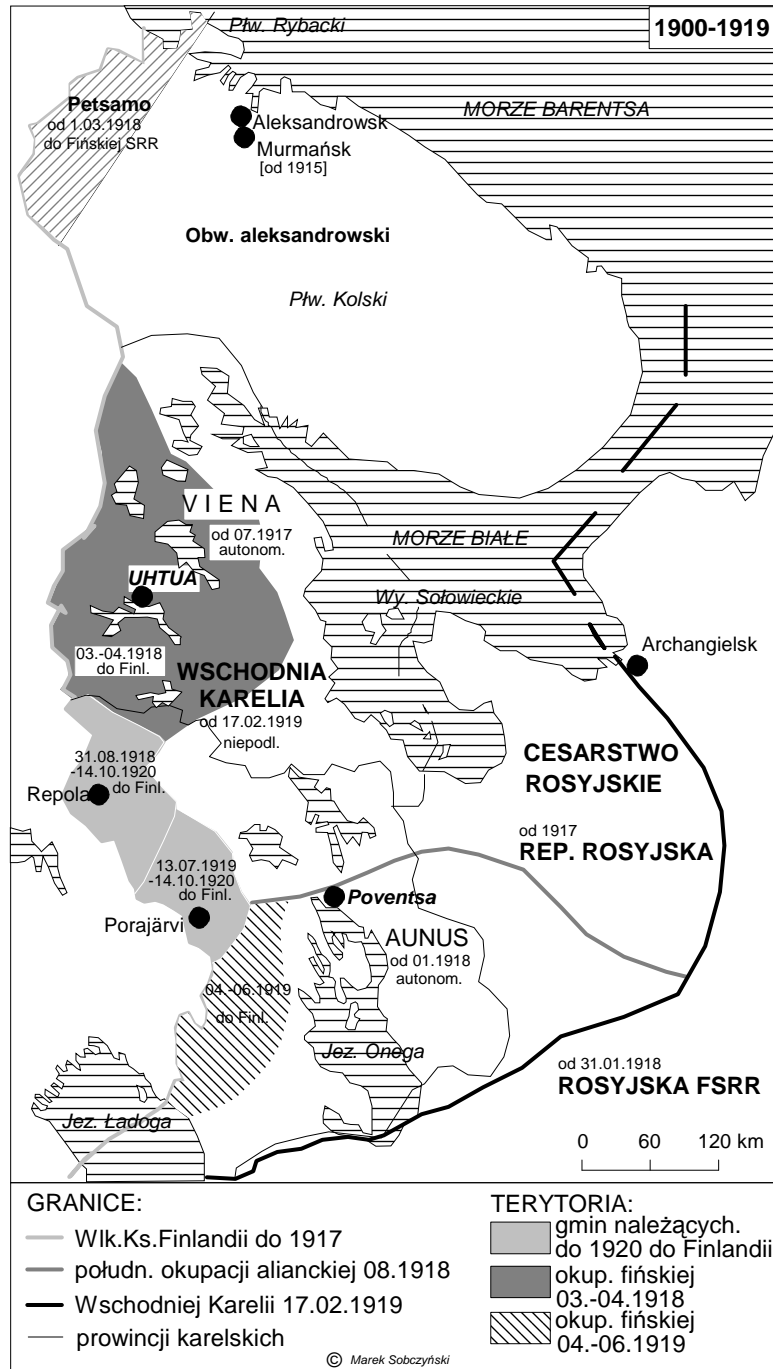 1900-1919
Płw. Rybacki
MORZE BARENTSA
Petsamo
od 1.03.1918
do Fińskiej SRR
Aleksandrowsk
Murmańsk
[od 1915]
Obw. aleksandrowski
Płw. Kolski
VIENA
od 07.1917
autonom.
MORZE BIAŁE
UHTUA
Wy. Sołowieckie
03.-04.1918
do Finl.
Archangielsk
WSCHODNIA
KARELIA
od 17.02.1919
niepodl.
CESARSTWO
ROSYJSKIE
31.08.1918
-14.10.1920
do Finl.
Repola
od 1917
REP. ROSYJSKA
13.07.1919
-14.10.1920
do Finl.
Porajärvi
Poventsa
AUNUS
od 01.1918
autonom.
04.-06.1919
do Finl.
Jez. Onega
od 31.01.1918
ROSYJSKA FSRR
Jez. Ładoga
0 60 120 km
GRANICE:
Wlk.Ks.Finlandii do 1917
połudn. okupacji alianckiej 08.1918
Wschodniej Karelii 17.02.1919
prowincji karelskich
TERYTORIA:
gmin należących.
do 1920 do Finlandii
okup. fińskiej
03.-04.1918
okup. fińskiej
04.-06.1919
© Marek Sobczyński